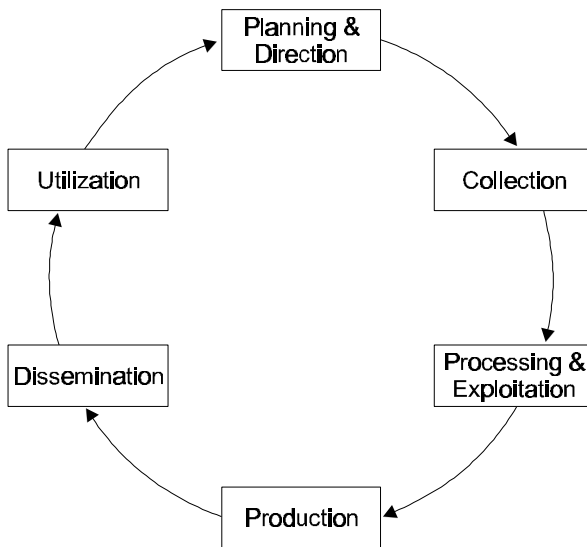 Planning &
Direction
Collection
Processing &
Exploitation
Production
Dissemination
Utilization